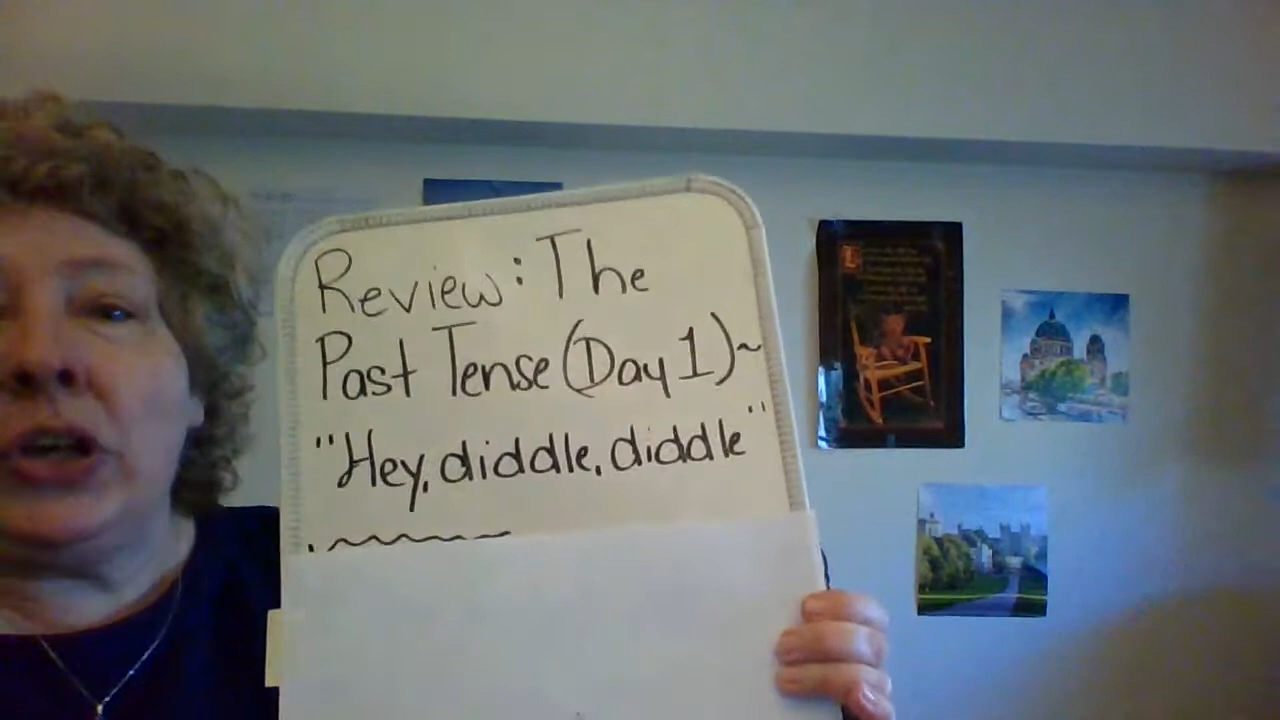 Review: The
Past Tense (Day 1)~
"Hey, diddle, diddle"